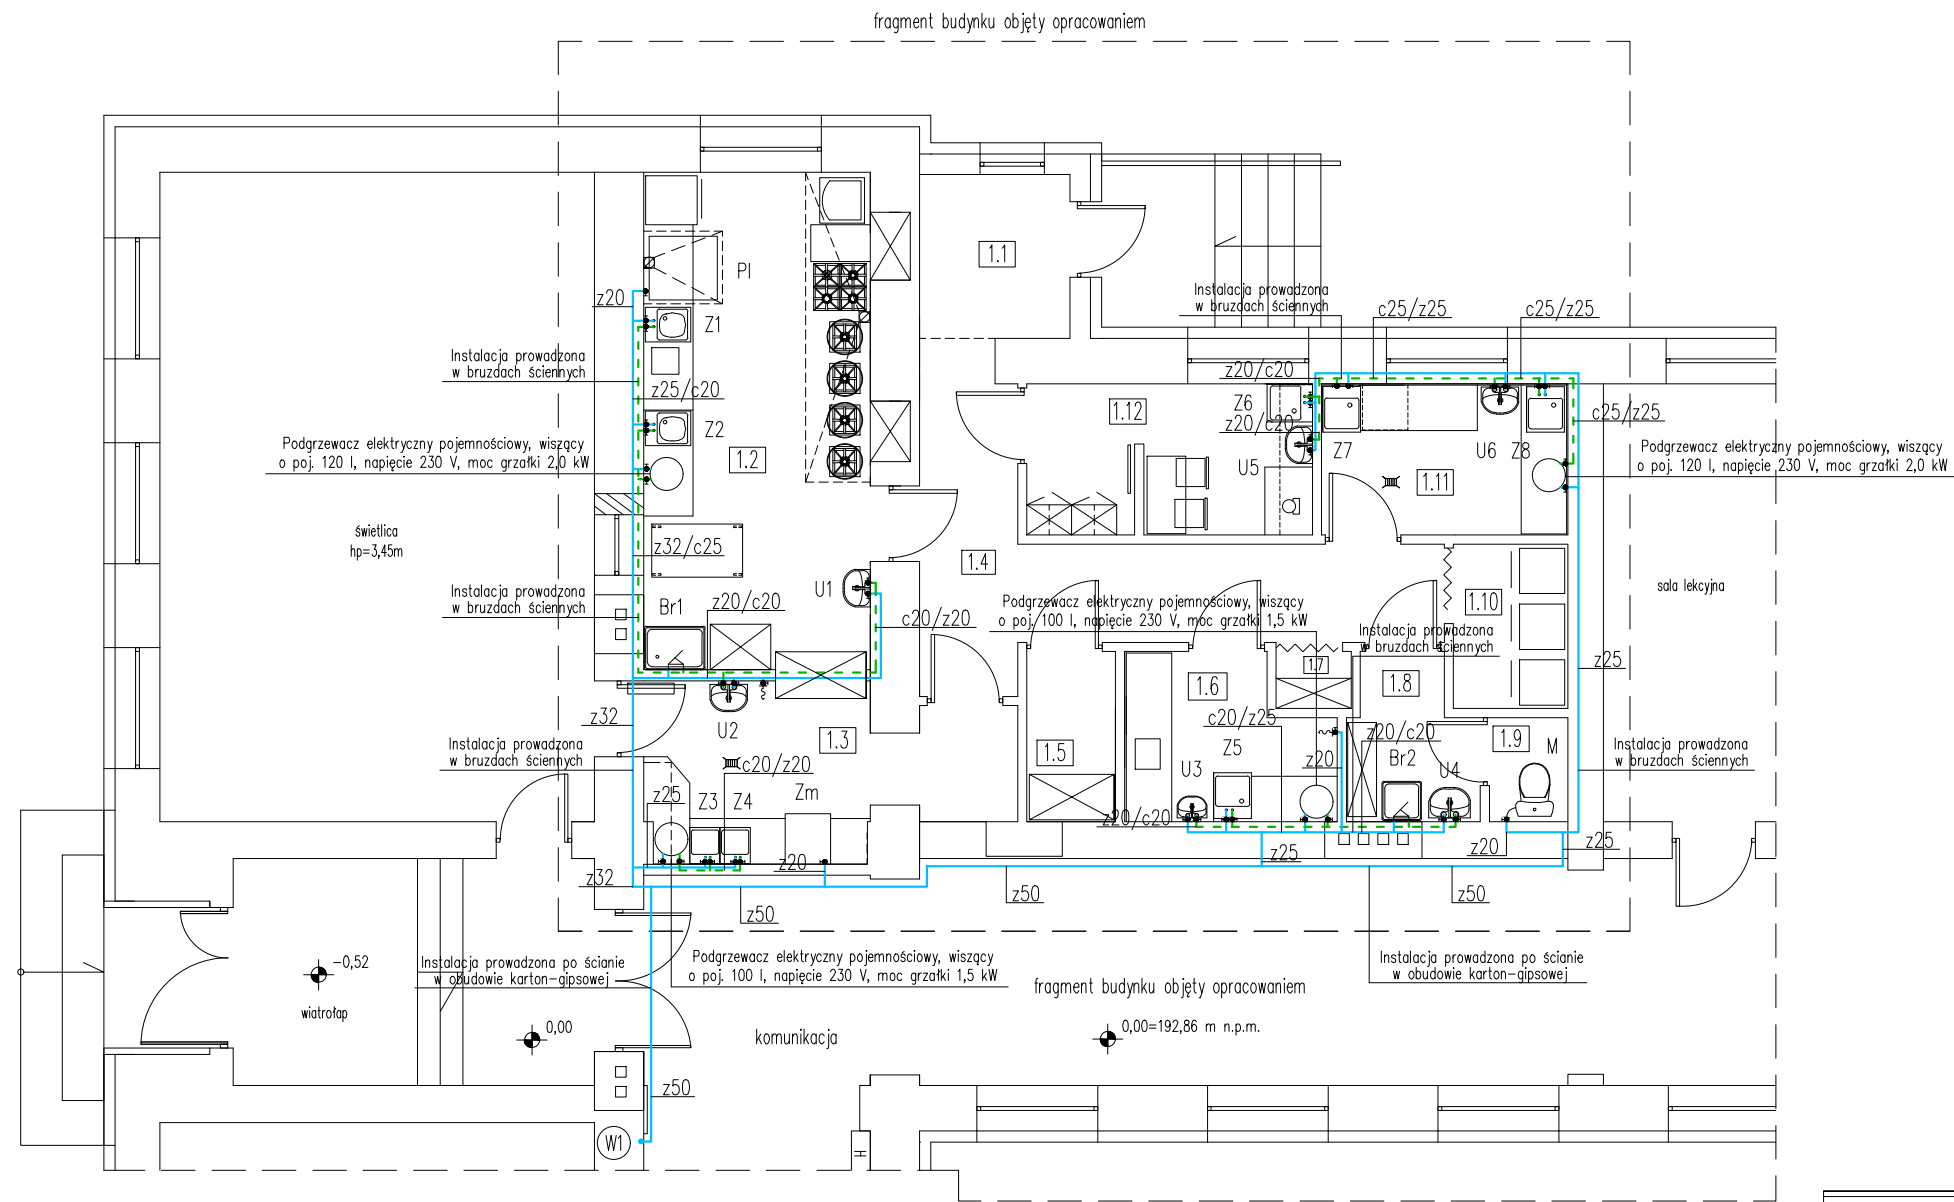 fragment budynku objęty opracowaniem
1.1
Instalacja prowadzona
w bruzdach ściennych
c25/z25
c25/z25
PI
z20
Z1
Instalacja prowadzona
w bruzdach ściennych
z25/c20
Z2
1.2
Podgrzewacz elektryczny pojemnościowy, wiszący
o poj. 120 l, napięcie 230 V, moc grzałki 2,0 kW
z20/c20
Z6
1.12
z20/c20
U5
Z7
U6
Z8
c25/z25
1.11
Podgrzewacz elektryczny pojemnościowy, wiszący
o poj. 120 l, napięcie 230 V, moc grzałki 2,0 kW
świetlica
hp=3,45m
z32/c25
1.4
sala lekcyjna
Instalacja prowadzona
w bruzdach ściennych
Br1
z20/c20
U1
c20/z20
Podgrzewacz elektryczny pojemnościowy, wiszący
o poj. 100 l, napięcie 230 V, moc grzałki 1,5 kW
1.10
Instalacja prowadzona
w bruzdach ściennych
1.7
z25
1.6
1.8
z32
U2
1.3
c20/z25
z20/c20
1.9
M
Instalacja prowadzona
w bruzdach ściennych
1.5
Z5
z20
Br2
U4
U3
Instalacja prowadzona
w bruzdach ściennych
c20/z20
z25
Z3
Z4
Zm
z20/c20
z20
z25
z20
z25
z32
z50
z50
z50
-0,52
wiatrołap
Instalacja prowadzona po ścianie
w obudowie karton-gipsowej
Podgrzewacz elektryczny pojemnościowy, wiszący
o poj. 100 l, napięcie 230 V, moc grzałki 1,5 kW
Instalacja prowadzona po ścianie
w obudowie karton-gipsowej
fragment budynku objęty opracowaniem
0,00
komunikacja
0,00=192,86 m n.p.m.
z50
W1
H